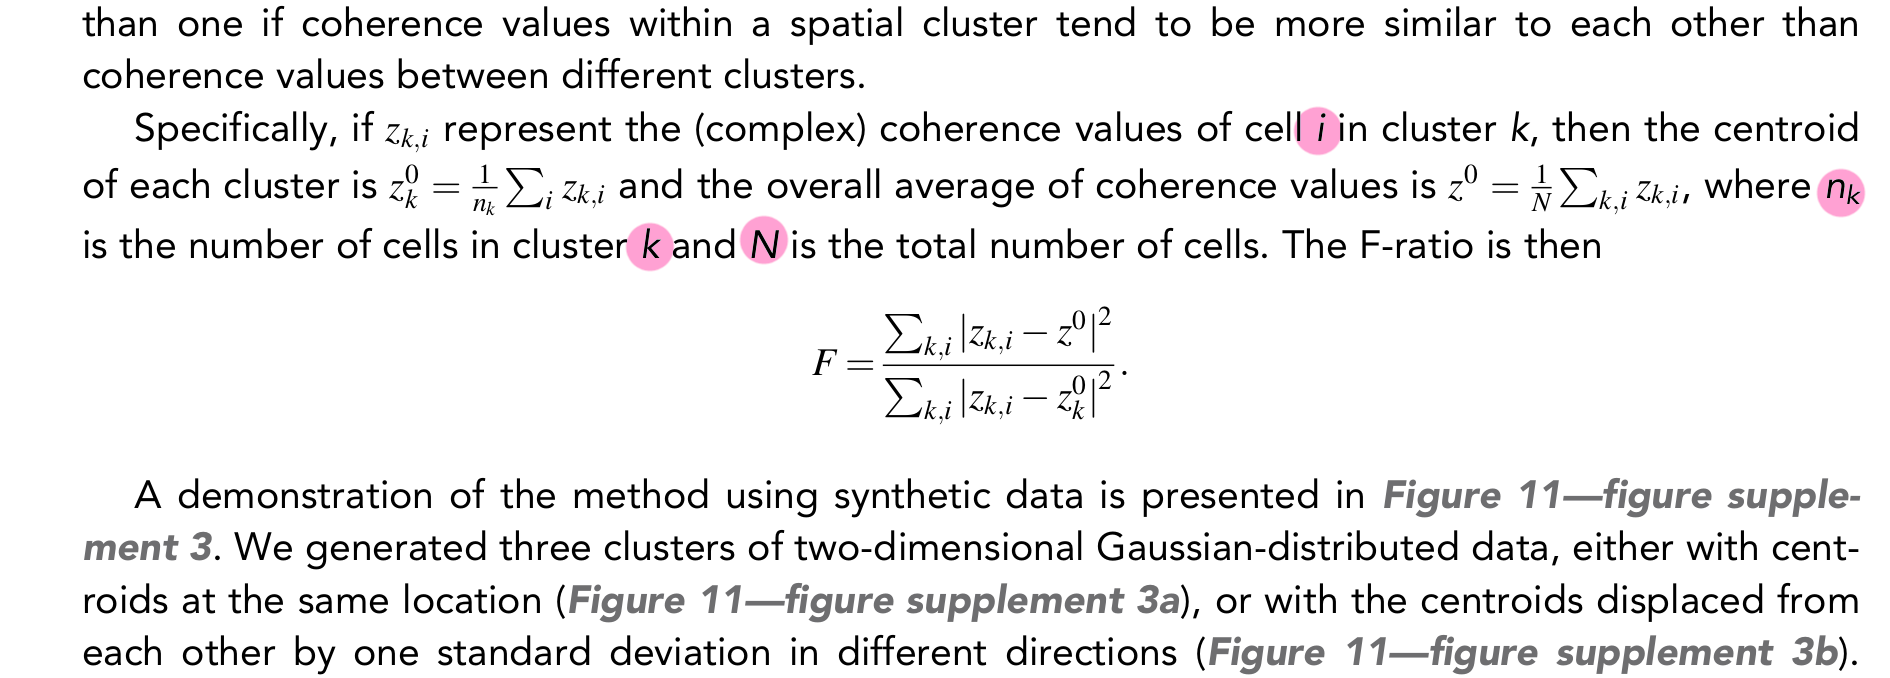 than one if coherence values within a spatial cluster tend to be more similar to each other than
coherence values between different clusters.
Specifically, if z_{k,i} represent the (complex) coherence values of cell i in cluster k, then the centroid
of each cluster is z_k^0 = \frac{1}{n_k} \sum_i z_{k,i} and the overall average of coherence values is z^0 = \frac{1}{N} \sum_{k,i} z_{k,i}, where n_k
is the number of cells in cluster k and N is the total number of cells. The F-ratio is then
F = \frac{\sum_{k,i} |z_{k,i} - z^0|^2}{\sum_{k,i} |z_{k,i} - z_k^0|^2}.
A demonstration of the method using synthetic data is presented in Figure 11—figure supple-
ment 3. We generated three clusters of two-dimensional Gaussian-distributed data, either with cent-
roids at the same location (Figure 11—figure supplement 3a), or with the centroids displaced from
each other by one standard deviation in different directions (Figure 11—figure supplement 3b).